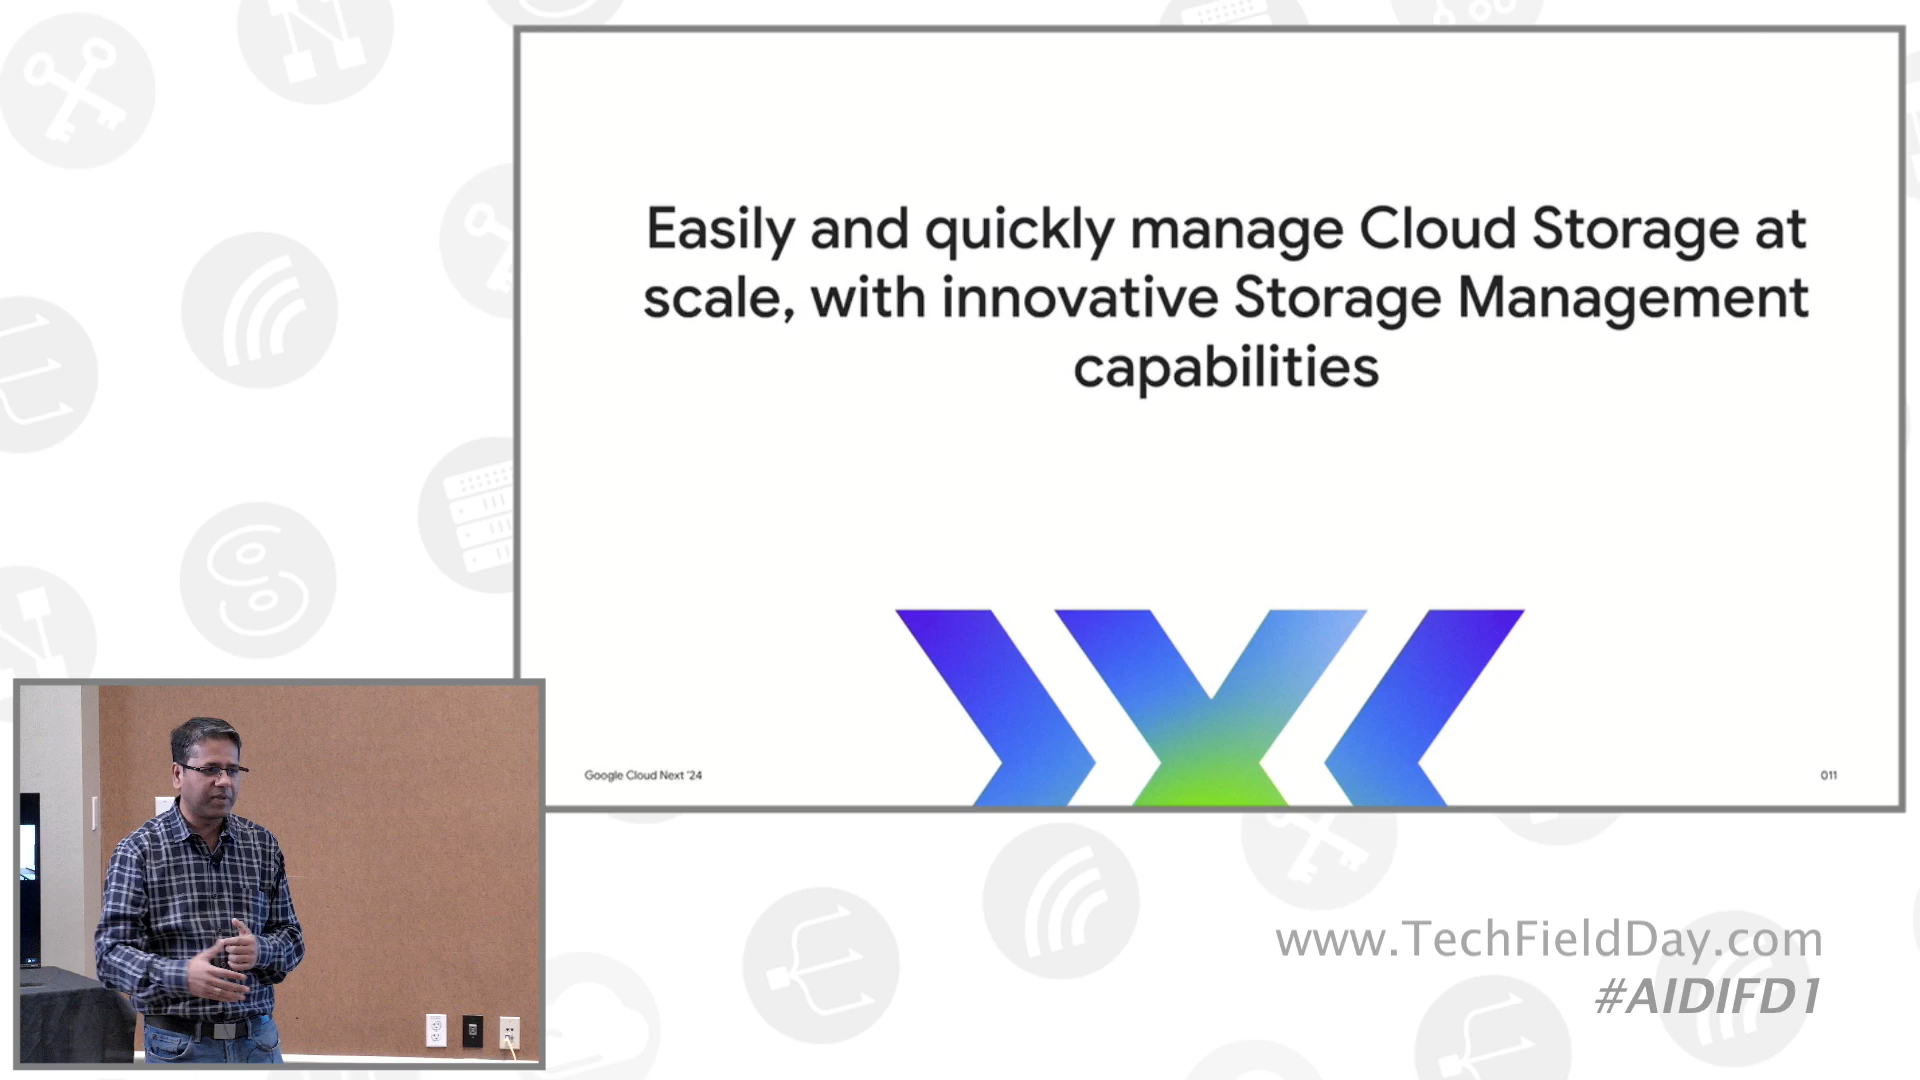 Easily and quickly manage Cloud Storage at
scale, with innovative Storage Management
capabilities
Google Cloud Next '24
011
www.TechFieldDay.com
#AIDIFD1